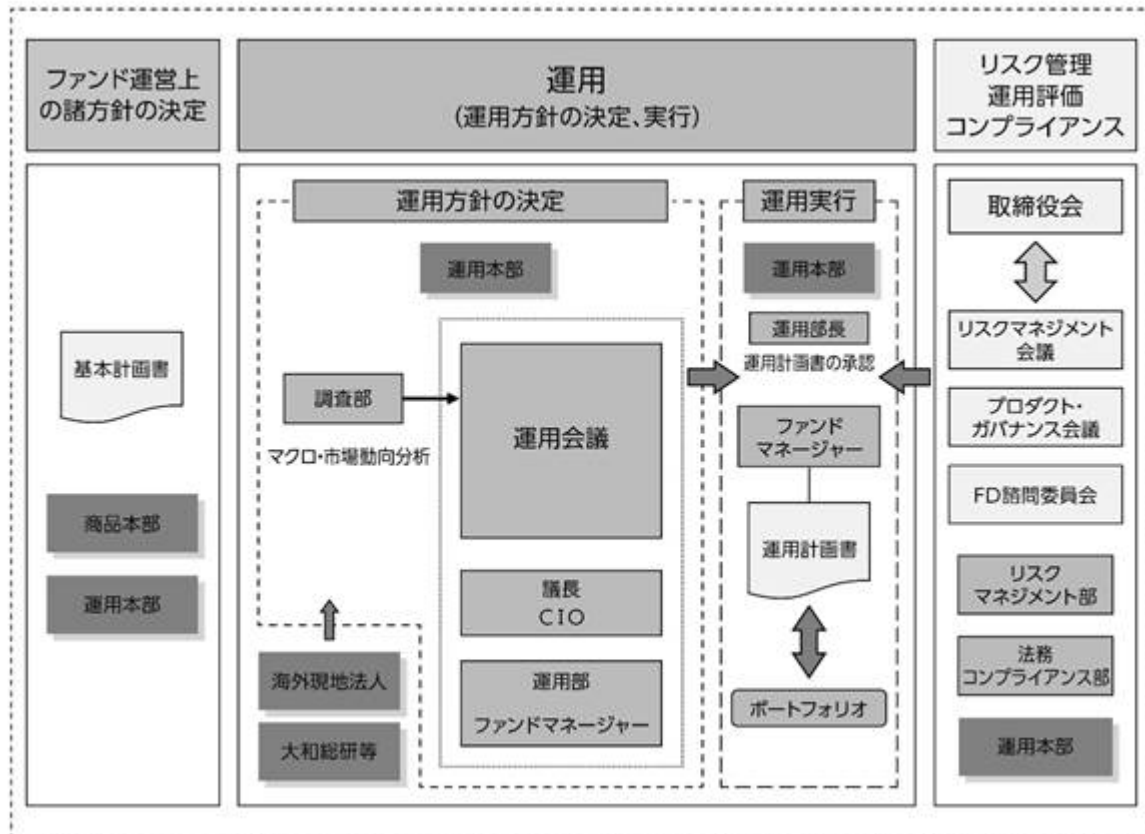 ファンド運営上
の諸方針の決定
運用
(運用方針の決定、実行)
リスク管理
運用評価
コンプライアンス
基本計画書
商品本部
運用本部
運用方針の決定
運用本部
調査部
マクロ・市場動向分析
運用会議
議長
CIO
運用部
ファンドマネージャー
海外現地法人
大和総研等
運用実行
運用本部
運用部長
運用計画書の承認
ファンド
マネージャー
運用計画書
ポートフォリオ
取締役会
リスクマネジメント
会議
プロダクト・
ガバナンス会議
FD諮問委員会
リスク
マネジメント部
法務
コンプライアンス部
運用本部